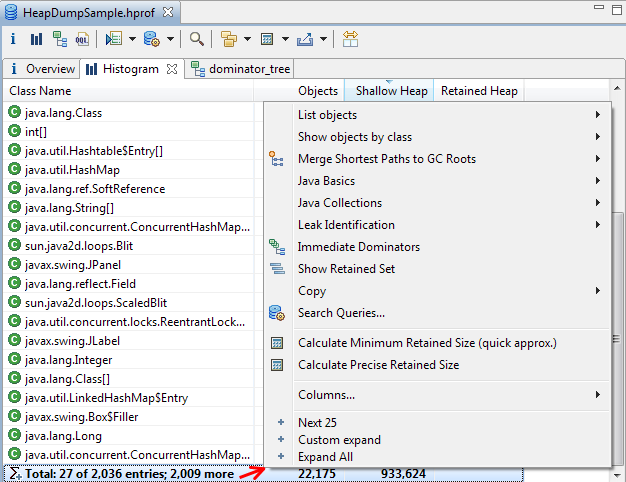 HeapDumpSample.hprof
i
OQL
i Overview Histogram dominator_tree
Class Name Objects Shallow Heap Retained Heap
java.lang.Class
int[]
java.util.Hashtable$Entry[]
java.util.HashMap
java.lang.ref.SoftReference
java.lang.String[]
java.util.concurrent.ConcurrentHashMap...
sun.java2d.loops.Blit
javax.swing.JPanel
java.lang.reflect.Field
sun.java2d.loops.ScaledBlit
java.util.concurrent.locks.ReentrantLock...
javax.swing.JLabel
java.lang.Integer
java.lang.Class[]
java.util.LinkedHashMap$Entry
javax.swing.Box$Filler
java.lang.Long
java.util.concurrent.ConcurrentHashMap...
Total: 27 of 2,036 entries; 2,009 more 22,175 933,624
List objects
Show objects by class
Merge Shortest Paths to GC Roots
Java Basics
Java Collections
Leak Identification
Immediate Dominators
Show Retained Set
Copy
Search Queries...
Calculate Minimum Retained Size (quick approx.)
Calculate Precise Retained Size
Columns...
Next 25
Custom expand
Expand All